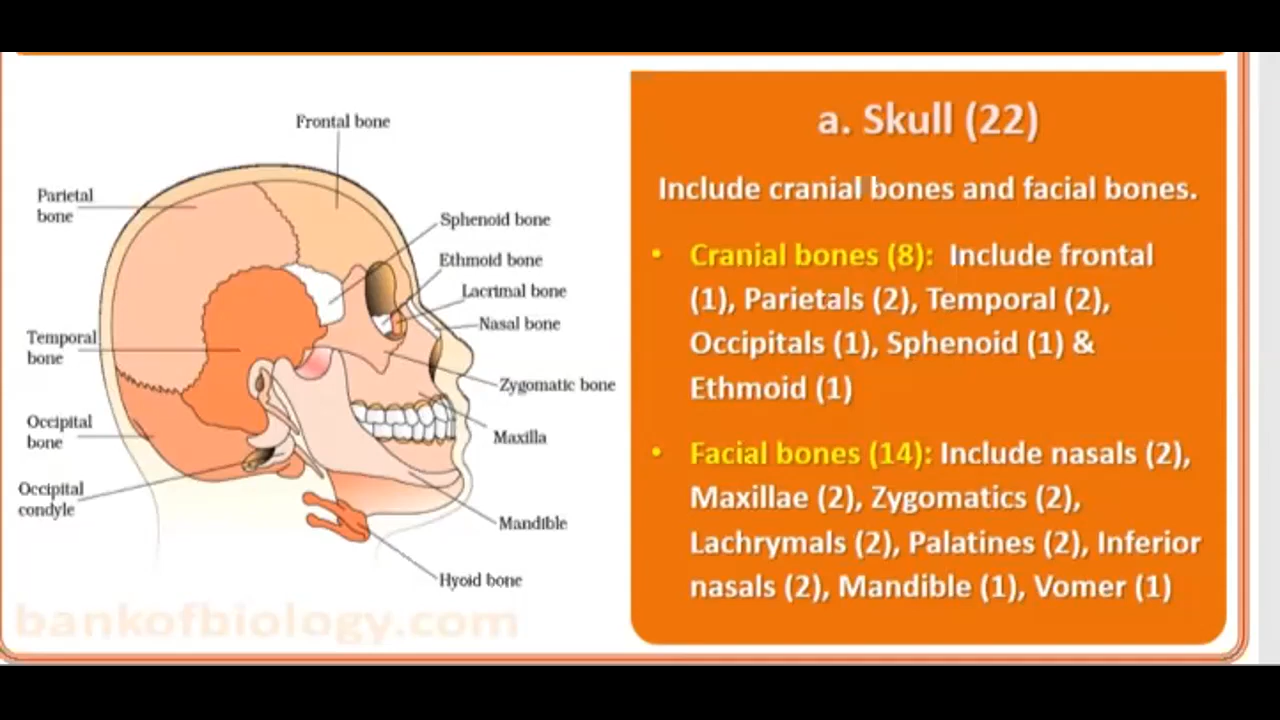 Frontal bone
Parietal
bone
Sphenoid bone
Ethmoid bone
Lacrimal bone
Nasal bone
Temporal
bone
Zygomatic bone
Occipital
bone
Maxilla
Occipital
condyle
Mandible
Hyoid bone
bankofbiology.com
a. Skull (22)
Include cranial bones and facial bones.
• Cranial bones (8): Include frontal
(1), Parietals (2), Temporal (2),
Occipitals (1), Sphenoid (1) &
Ethmoid (1)
• Facial bones (14): Include nasals (2),
Maxillae (2), Zygomatics (2),
Lachrymals (2), Palatines (2), Inferior
nasals (2), Mandible (1), Vomer (1)